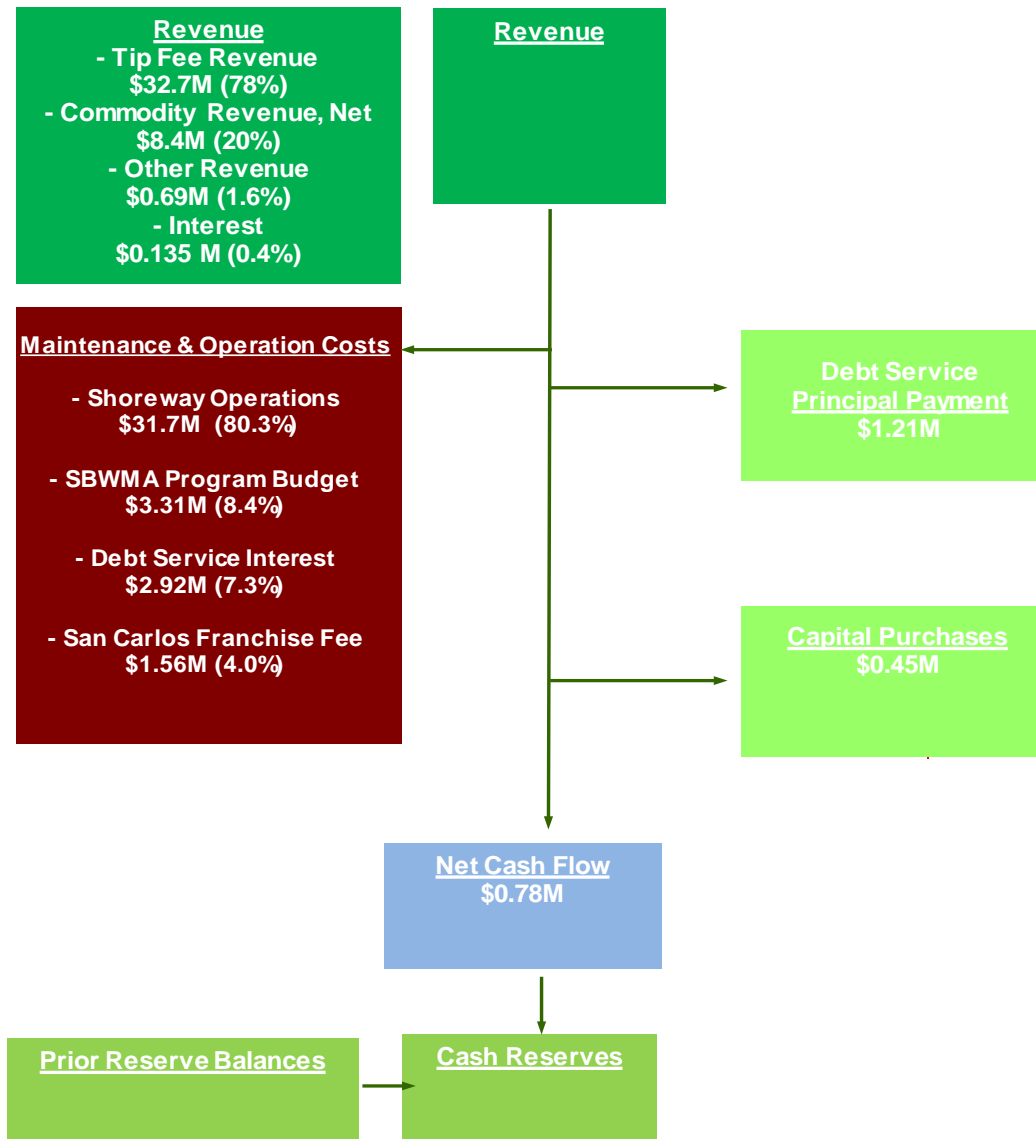 Revenue
- Tip Fee Revenue
$32.7M (78%)
- Commodity Revenue, Net
$8.4M (20%)
- Other Revenue
$0.69M (1.6%)
- Interest
$0.135 M (0.4%)
Revenue
Maintenance & Operation Costs
- Shoreway Operations
$31.7M (80.3%)
- SBWMA Program Budget
$3.31M (8.4%)
- Debt Service Interest
$2.92M (7.3%)
- San Carlos Franchise Fee
$1.56M (4.0%)
Debt Service
Principal Payment
$1.21M
Capital Purchases
$0.45M
Net Cash Flow
$0.78M
Prior Reserve Balances
Cash Reserves